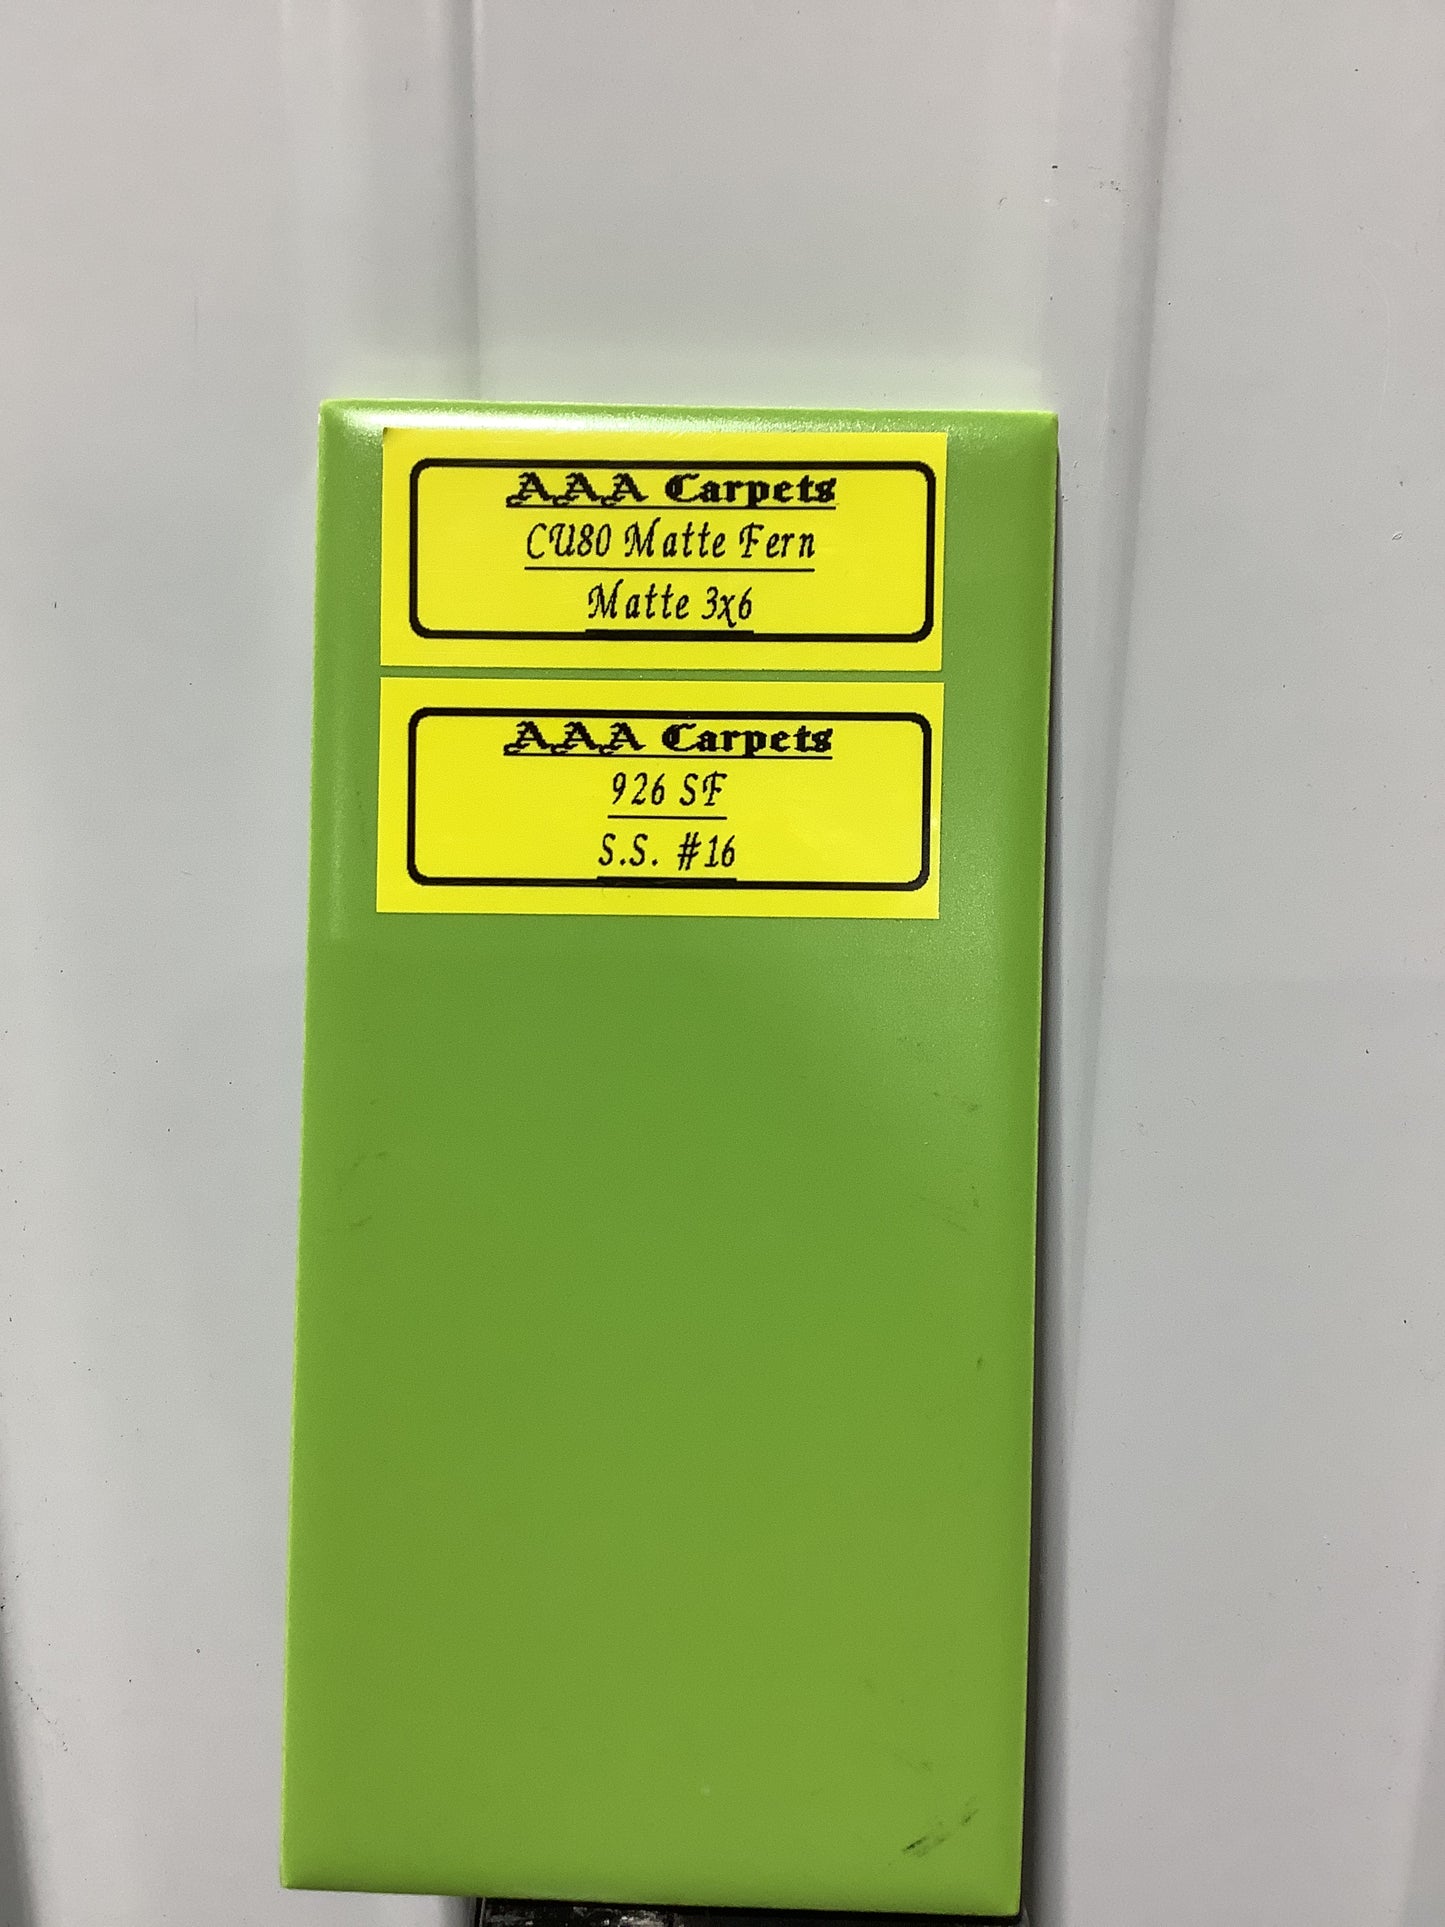 AAA Carpets
CU80 Matte Fern
Matte 3x6
AAA Carpets
926 SF
S.S. #16